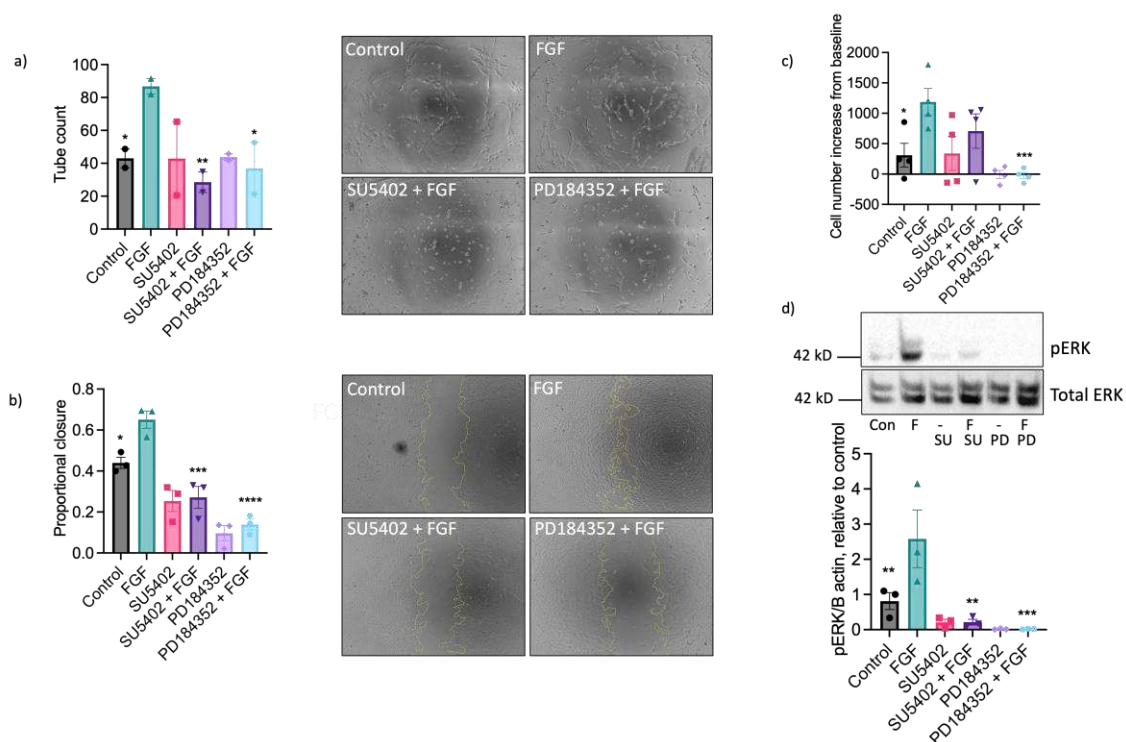 a)
Tube count
100
80
60
40
20
0
* ** *
Control
FGF
SU5402
SU5402 + FGF
PD184352
PD184352 + FGF
Control
FGF
SU5402 + FGF
PD184352 + FGF
b)
Proportional closure
0.8
0.6
0.4
0.2
0.0
* *** ****
Control
FGF
SU5402
SU5402 + FGF
PD184352
PD184352 + FGF
Control
FGF
SU5402 + FGF
PD184352 + FGF
c)
Cell number increase from baseline
2000
1500
1000
500
0
-500
* ***
Control
FGF
SU5402
SU5402 + FGF
PD184352
PD184352 + FGF
d)
42 kD
pERK
42 kD
Total ERK
Con F - F - F
SU SU PD PD
pERK/B actin, relative to control
5
4
3
2
1
0
** ** ***
Control
FGF
SU5402
SU5402 + FGF
PD184352
PD184352 + FGF